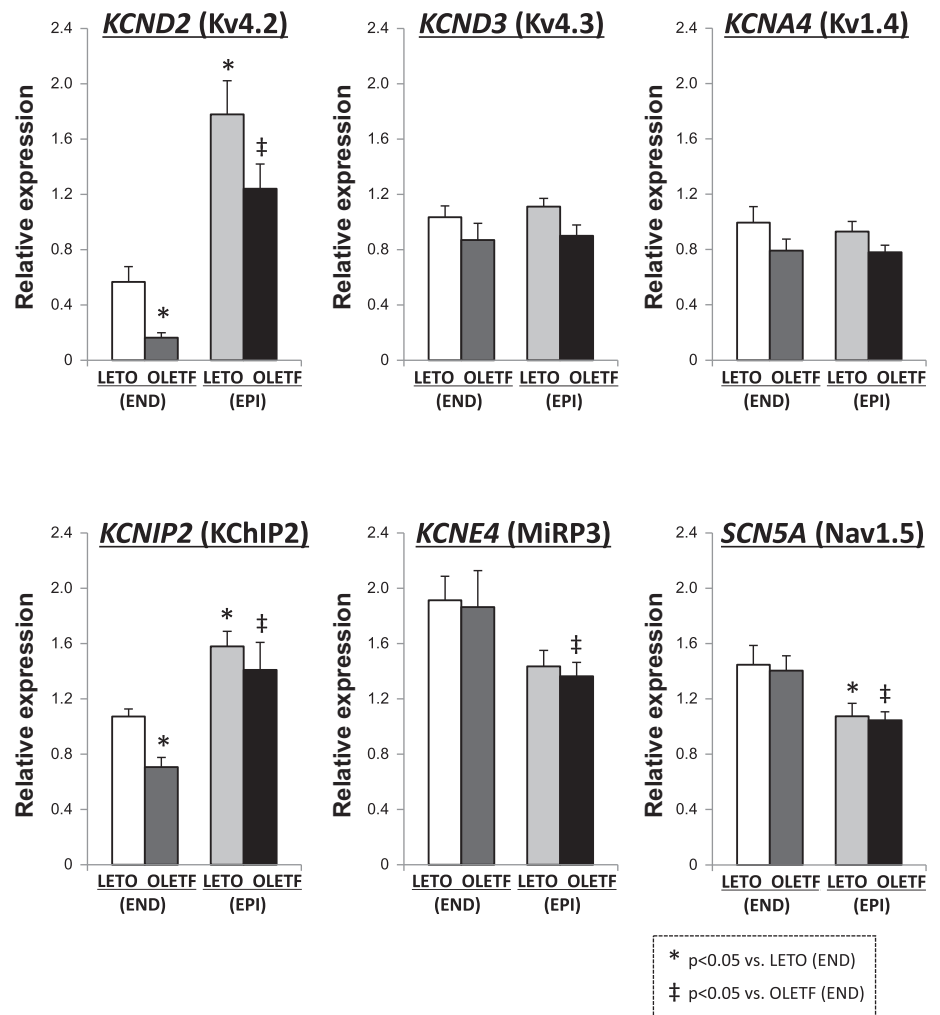 KCND2 (Kv4.2)
2.4
2.0
1.6
1.2
0.8
0.4
0
Relative expression
*
*
‡
LETO OLETF LETO OLETF
(END) (EPI)
KCND3 (Kv4.3)
2.4
2.0
1.6
1.2
0.8
0.4
0
Relative expression
LETO OLETF LETO OLETF
(END) (EPI)
KCNA4 (Kv1.4)
2.4
2.0
1.6
1.2
0.8
0.4
0
Relative expression
LETO OLETF LETO OLETF
(END) (EPI)
KCNIP2 (KChIP2)
2.4
2.0
1.6
1.2
0.8
0.4
0
Relative expression
*
*
‡
LETO OLETF LETO OLETF
(END) (EPI)
KCNE4 (MiRP3)
2.4
2.0
1.6
1.2
0.8
0.4
0
Relative expression
‡
LETO OLETF LETO OLETF
(END) (EPI)
SCN5A (Nav1.5)
2.4
2.0
1.6
1.2
0.8
0.4
0
Relative expression
*
‡
LETO OLETF LETO OLETF
(END) (EPI)
* p<0.05 vs. LETO (END)
‡ p<0.05 vs. OLETF (END)